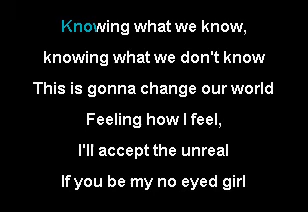 Knowing what we know,
knowing what we don't know
This is gonna change our world
Feeling how I feel,
I'll accept the unreal
If you be my no eyed girl